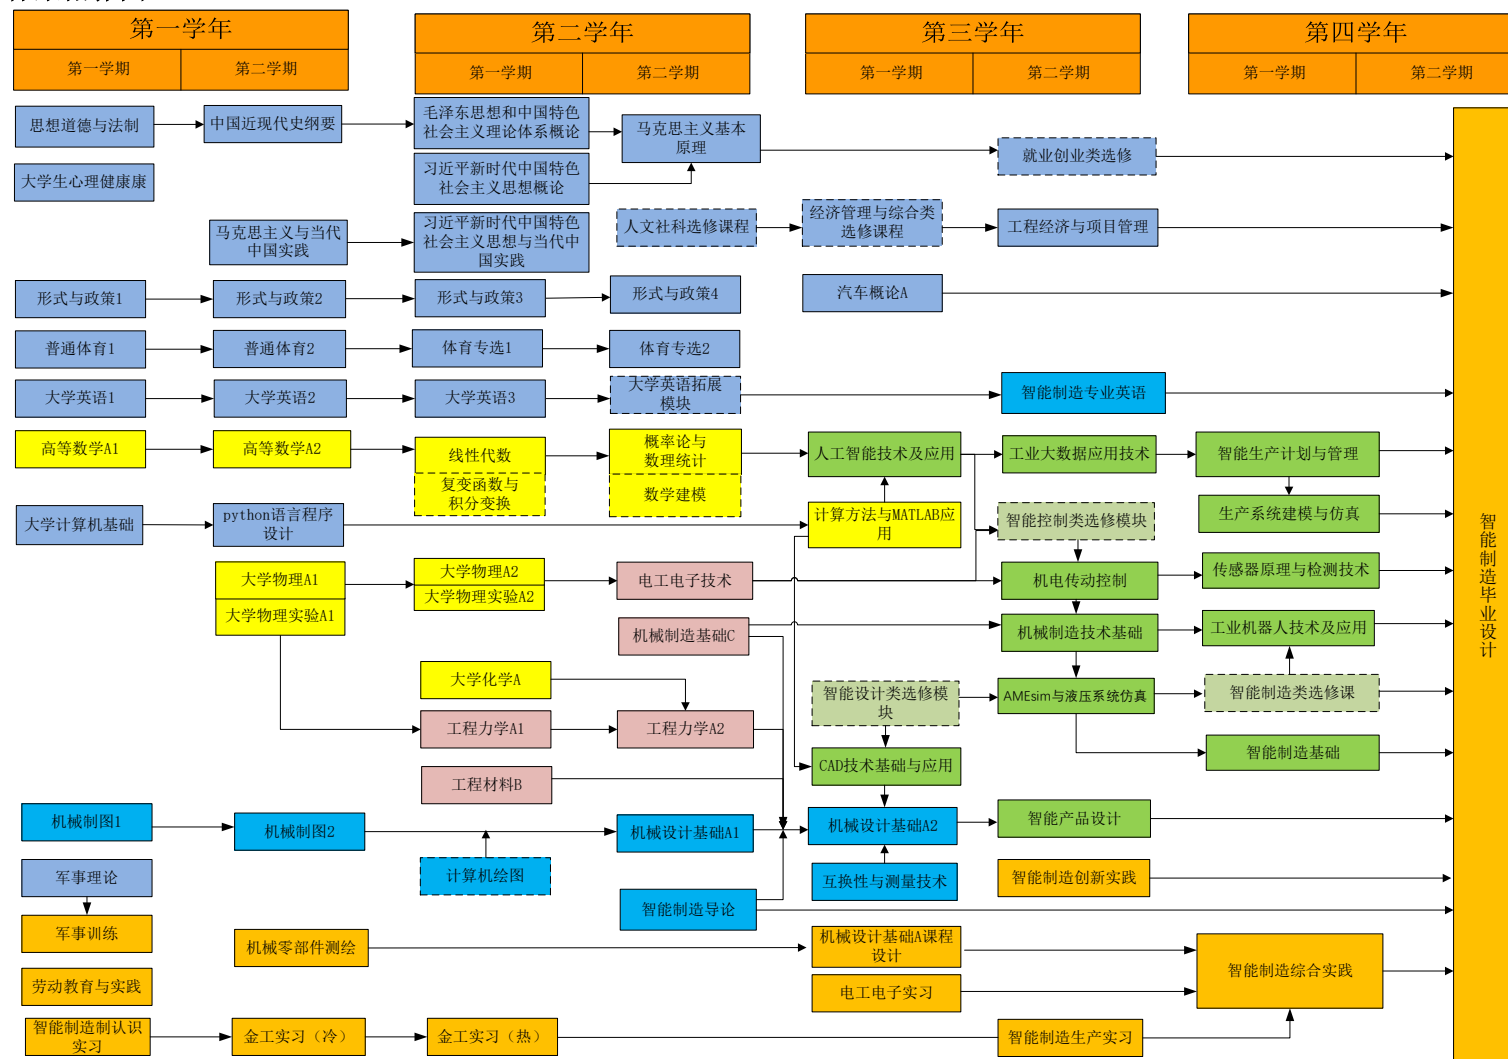 第一学年
第二学年
第三学年
第四学年
第一学期
第二学期
第一学期
第二学期
第一学期
第二学期
第一学期
第二学期
思想道德与法制
中国近现代史纲要
毛泽东思想和中国特色
社会主义理论体系概论
马克思主义基本
原理
就业创业类选修
大学生心理健康康
习近平新时代中国特色
社会主义思想概论
马克思主义与当代
中国实践
习近平新时代中国特色
社会主义思想与当代中
国实践
人文社科选修课程
经济管理与综合类
选修课程
工程经济与项目管理
形式与政策1
形式与政策2
形式与政策3
形式与政策4
汽车概论A
普通体育1
普通体育2
体育专选1
体育专选2
大学英语1
大学英语2
大学英语3
大学英语拓展
模块
智能制造专业英语
高等数学A1
高等数学A2
线性代数
复变函数与
积分变换
概率论与
数理统计
数学建模
人工智能技术及应用
工业大数据应用技术
智能生产计划与管理
大学计算机基础
python语言程序
设计
计算方法与MATLAB应
用
智能控制类选修模块
生产系统建模与仿真
大学物理A1
大学物理实验A1
大学物理A2
大学物理实验A2
电工电子技术
机电传动控制
传感器原理与检测技术
机械制造基础C
机械制造技术基础
工业机器人技术及应用
大学化学A
智能设计类选修模
块
AMEsim与液压系统仿真
智能制造类选修课
工程力学A1
工程力学A2
CAD技术基础与应用
智能制造基础
工程材料B
机械制图1
机械制图2
机械设计基础A1
机械设计基础A2
智能产品设计
计算机绘图
互换性与测量技术
智能制造创新实践
军事理论
智能制造导论
军事训练
机械零部件测绘
机械设计基础A课程
设计
智能制造综合实践
劳动教育与实践
电工电子实习
智能制造制认识
实习
金工实习（冷）
金工实习（热）
智能制造生产实习
智能制造毕业设计